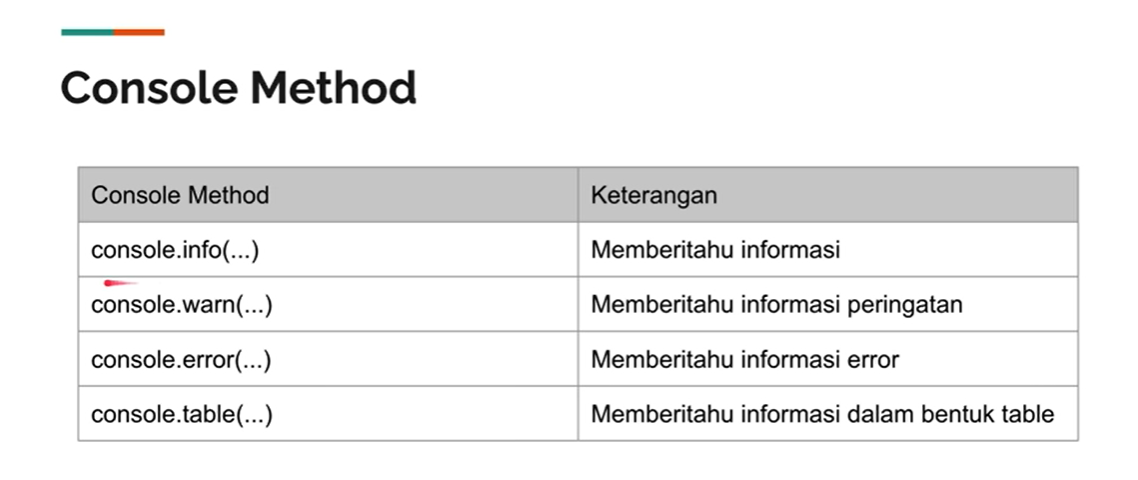 Console Method
Console Method Keterangan
console.info(...) Memberitahu informasi
console.warn(...) Memberitahu informasi peringatan
console.error(...) Memberitahu informasi error
console.table(...) Memberitahu informasi dalam bentuk table